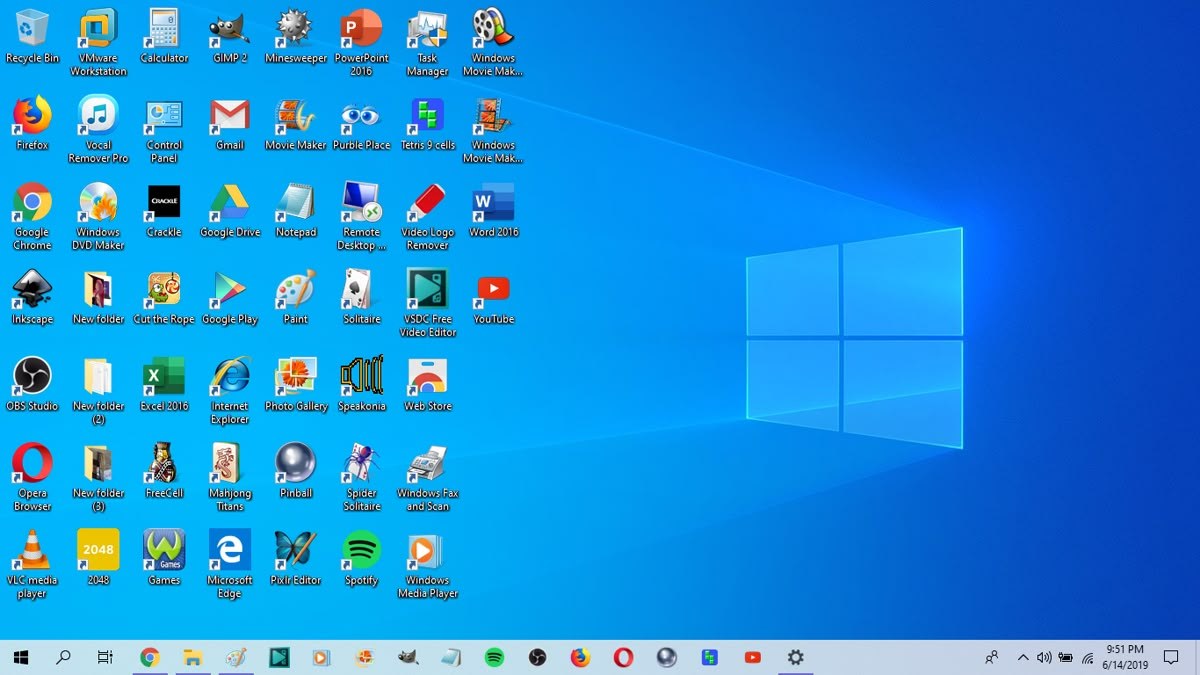 Recycle Bin
VMware
Workstation
Calculator
GIMP 2
Minesweeper
PowerPoint
2016
Task
Manager
Windows
Movie Mak...
Firefox
Vocal
Remover Pro
Control
Panel
Gmail
Movie Maker
Purble Place
Tetris 9 cells
Windows
Movie Mak...
Google
Chrome
Windows
DVD Maker
CRACKLE
Crackle
Google Drive
Notepad
Remote
Desktop ...
Video Logo
Remover
W
Word 2016
Inkscape
New folder
Cut the Rope
Google Play
Paint
Solitaire
VSDC Free
Video Editor
YouTube
OBS Studio
New folder
(2)
X
Excel 2016
Internet
Explorer
Photo Gallery
Speakonia
Web Store
Opera
Browser
New folder
(3)
FreeCell
Mahjong
Titans
Pinball
Spider
Solitaire
Windows Fax
and Scan
VLC media
player
2048
2048
Games
Games
Microsoft
Edge
Pixlr Editor
Spotify
Windows
Media Player
9:51 PM
6/14/2019